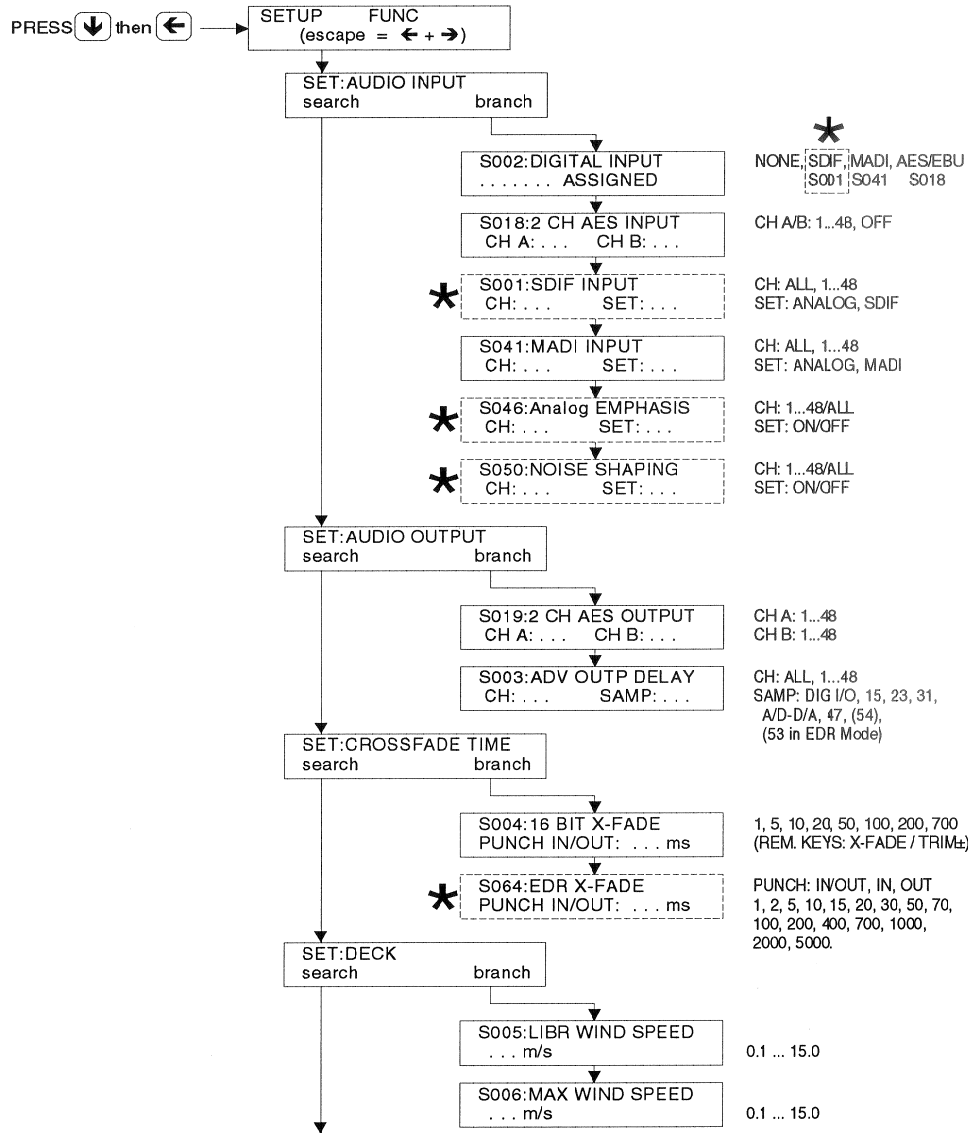 PRESS ↓ then ←
SETUP FUNC
(escape = ← + →)
SET:AUDIO INPUT
search branch
S002:DIGITAL INPUT
. . . . . . . ASSIGNED
NONE, SDIF, MADI, AES/EBU
S001 S041 S018
S018:2 CH AES INPUT
CH A: . . . CH B: . . .
CH A/B: 1...48, OFF
S001:SDIF INPUT
CH: . . . SET: . . .
CH: ALL, 1...48
SET: ANALOG, SDIF
S041:MADI INPUT
CH: . . . SET: . . .
CH: ALL, 1...48
SET: ANALOG, MADI
S046:Analog EMPHASIS
CH: . . . SET: . . .
CH: 1...48/ALL
SET: ON/OFF
S050:NOISE SHAPING
CH: . . . SET: . . .
CH: 1...48/ALL
SET: ON/OFF
SET:AUDIO OUTPUT
search branch
S019:2 CH AES OUTPUT
CH A: . . . CH B: . . .
CH A: 1...48
CH B: 1...48
S003:ADV OUTP DELAY
CH: . . . SAMP: . . .
CH: ALL, 1...48
SAMP: DIG I/O, 15, 23, 31,
A/D-D/A, 47, (54),
(53 in EDR Mode)
SET:CROSSFADE TIME
search branch
S004:16 BIT X-FADE
PUNCH IN/OUT: . . . ms
1, 5, 10, 20, 50, 100, 200, 700
(REM. KEYS: X-FADE / TRIM±)
S064:EDR X-FADE
PUNCH IN/OUT: . . . ms
PUNCH: IN/OUT, IN, OUT
1, 2, 5, 10, 15, 20, 30, 50, 70,
100, 200, 400, 700, 1000,
2000, 5000.
SET:DECK
search branch
S005:LIBR WIND SPEED
. . . m/s
0.1 ... 15.0
S006:MAX WIND SPEED
. . . m/s
0.1 ... 15.0